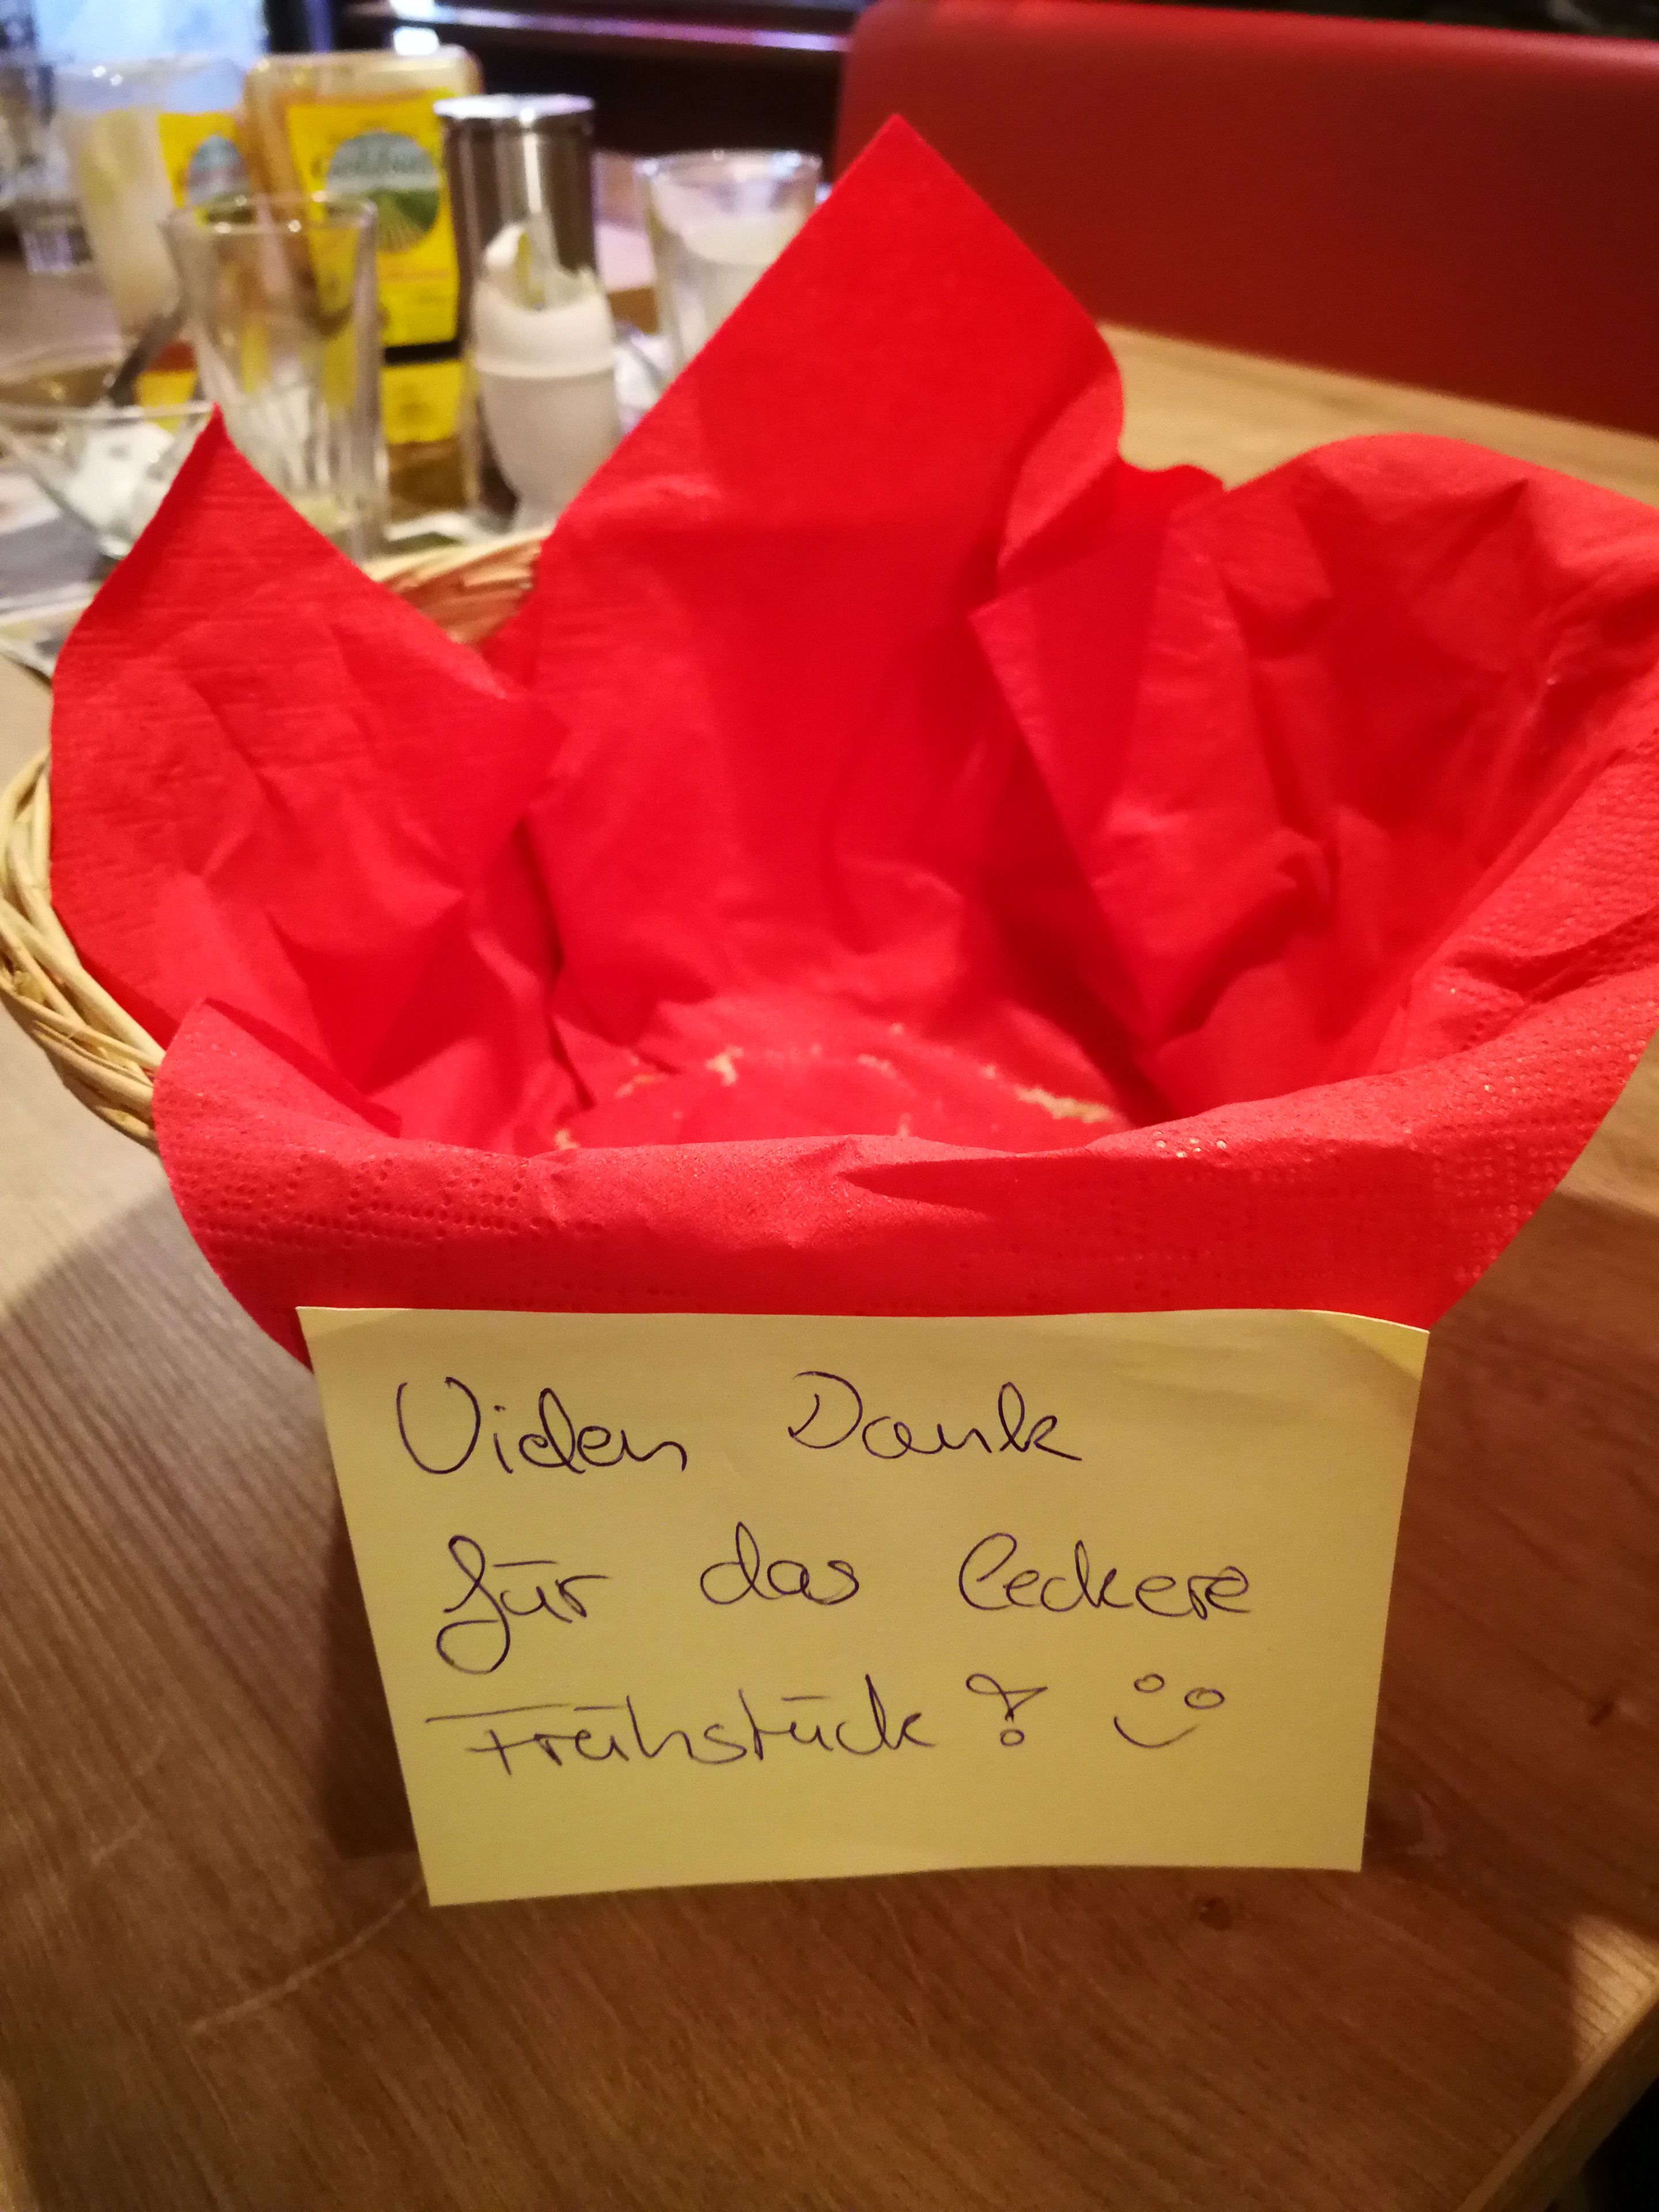 Vielen Dank
für das leckere
Frühstück!